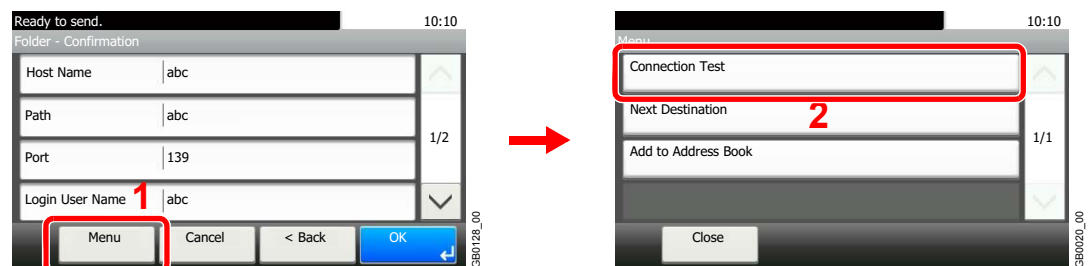 Ready to send. 10:10
Folder - Confirmation
Host Name abc
Path abc
1/2
Port 139
Login User Name 1 abc
Menu Cancel < Back OK
GB0128_00
10:10
Menu
Connection Test
Next Destination 2
1/1
Add to Address Book
Close
GB0020_00